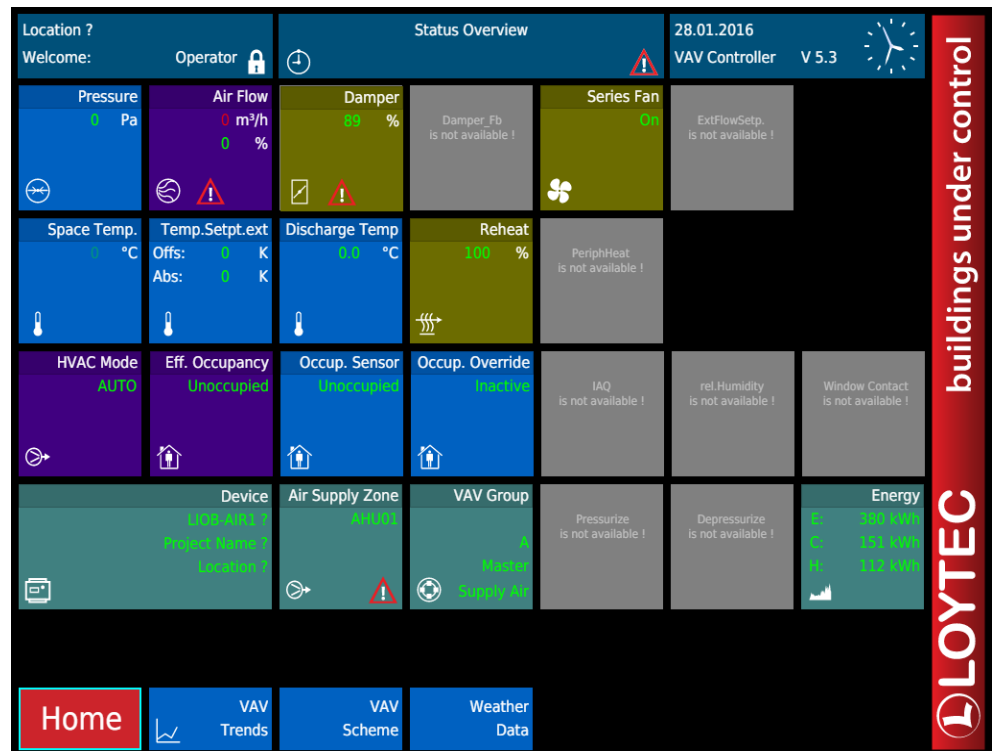 Location ?
Welcome: Operator
Status Overview
28.01.2016
VAV Controller V 5.3
Pressure
0 Pa
Air Flow
0 m³/h
0 %
Damper
89 %
Damper_Fb
is not available !
Series Fan
On
ExtFlowSetp.
is not available !
Space Temp.
0 °C
Temp.Setpt.ext
Offs: 0 K
Abs: 0 K
Discharge Temp
0.0 °C
Reheat
100 %
PeriphHeat
is not available !
HVAC Mode
AUTO
Eff. Occupancy
Unoccupied
Occup. Sensor
Unoccupied
Occup. Override
Inactive
IAQ
is not available !
rel.Humidity
is not available !
Window Contact
is not available !
Device
LIOB-AIR1 ?
Project Name ?
Location ?
Air Supply Zone
AHU01
VAV Group
A
Master
Supply Air
Pressurize
is not available !
Depressurize
is not available !
Energy
E: 380 kWh
C: 151 kWh
H: 112 kWh
Home
VAV
Trends
VAV
Scheme
Weather
Data
LOYTEC buildings under control